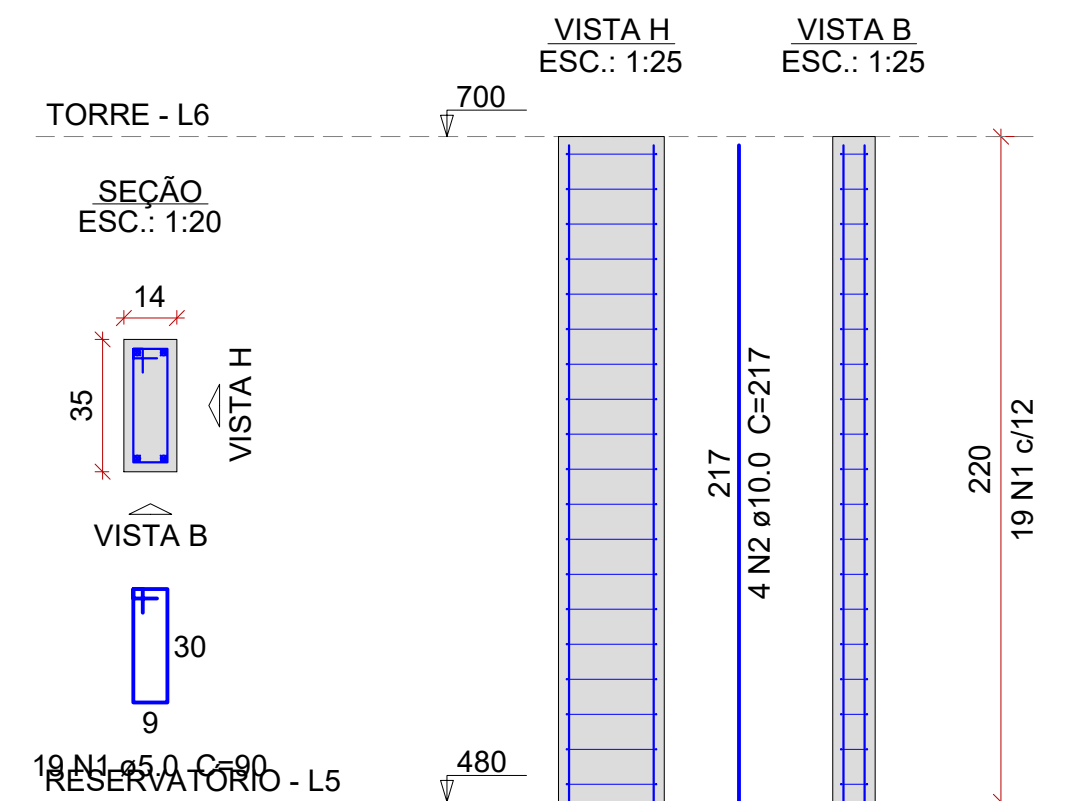 VISTA H
ESC.: 1:25
VISTA B
ESC.: 1:25
TORRE - L6
700
SEÇÃO
ESC.: 1:20
14
35
VISTA H
VISTA B
217
4 N2 ø10.0 C=217
220
19 N1 c/12
30
9
19 N1 ø5.0 C=90
RESERVATÓRIO - L5
480